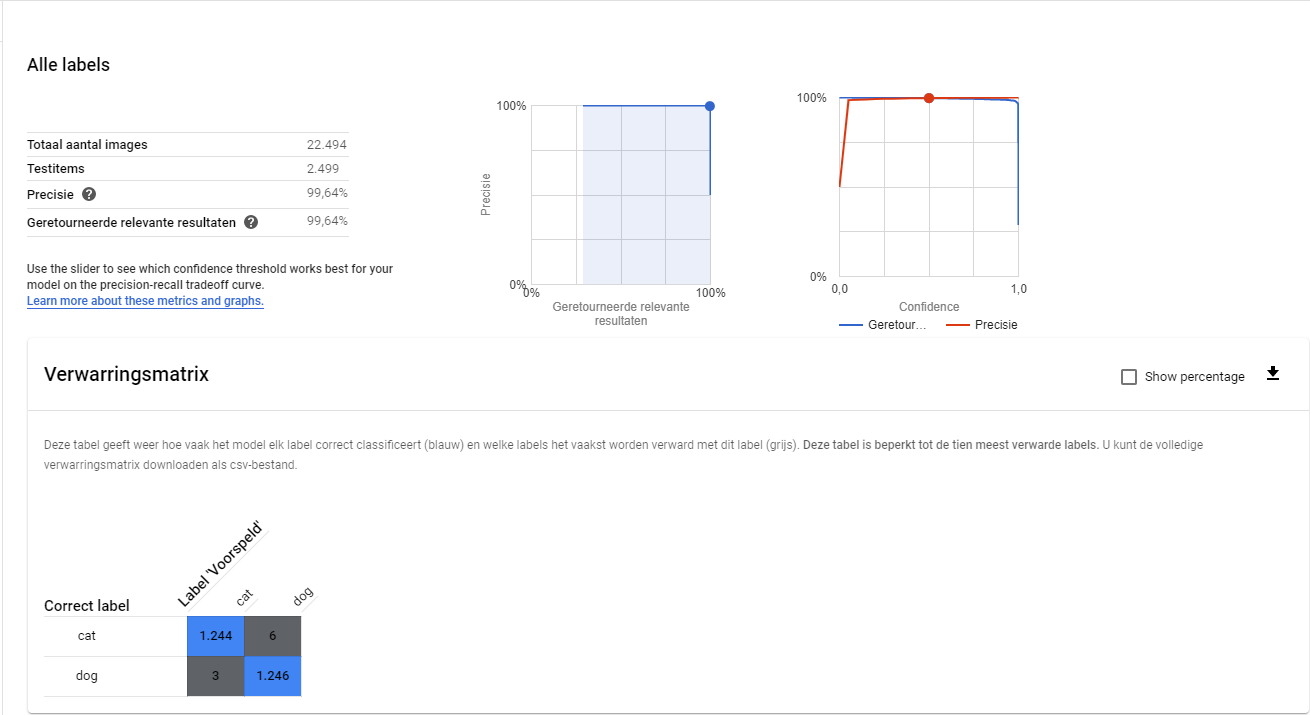 Alle labels
Totaal aantal images 22.494
Testitems 2.499
Precisie ? 99,64%
Geretourneerde relevante resultaten ? 99,64%
Use the slider to see which confidence threshold works best for your
model on the precision-recall tradeoff curve.
Learn more about these metrics and graphs.
100%
Precisie
0%
0% 100%
Geretourneerde relevante
resultaten
100%
0%
0,0 1,0
Confidence
Geretour... Precisie
Verwarringsmatrix
Show percentage
Deze tabel geeft weer hoe vaak het model elk label correct classificeert (blauw) en welke labels het vaakst worden verward met dit label (grijs). Deze tabel is beperkt tot de tien meest verwarde labels. U kunt de volledige
verwarringsmatrix downloaden als csv-bestand.
Label 'Voorspeld'
cat dog
Correct label
cat 1.244 6
dog 3 1.246